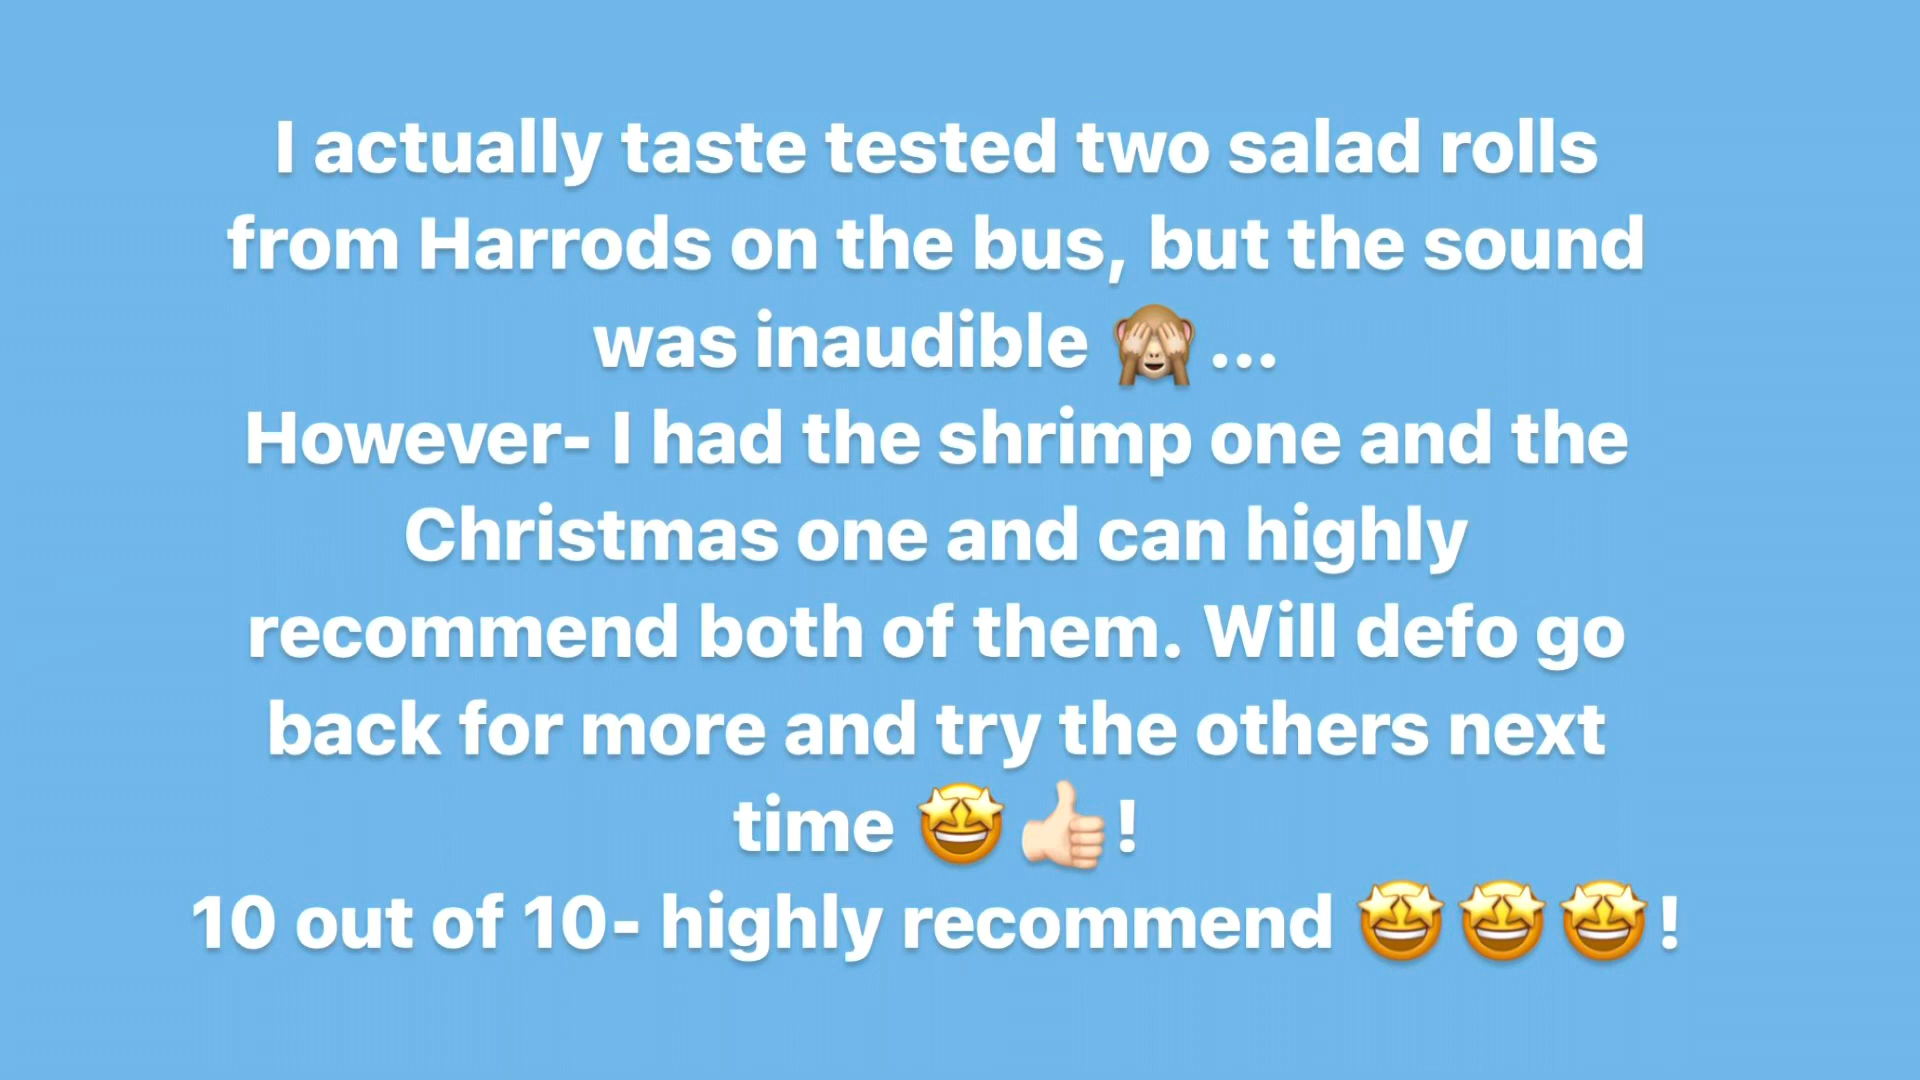 I actually taste tested two salad rolls
from Harrods on the bus, but the sound
was inaudible 🙈...
However- I had the shrimp one and the
Christmas one and can highly
recommend both of them. Will defo go
back for more and try the others next
time 🤩👍🏻!
10 out of 10- highly recommend 🤩🤩🤩!